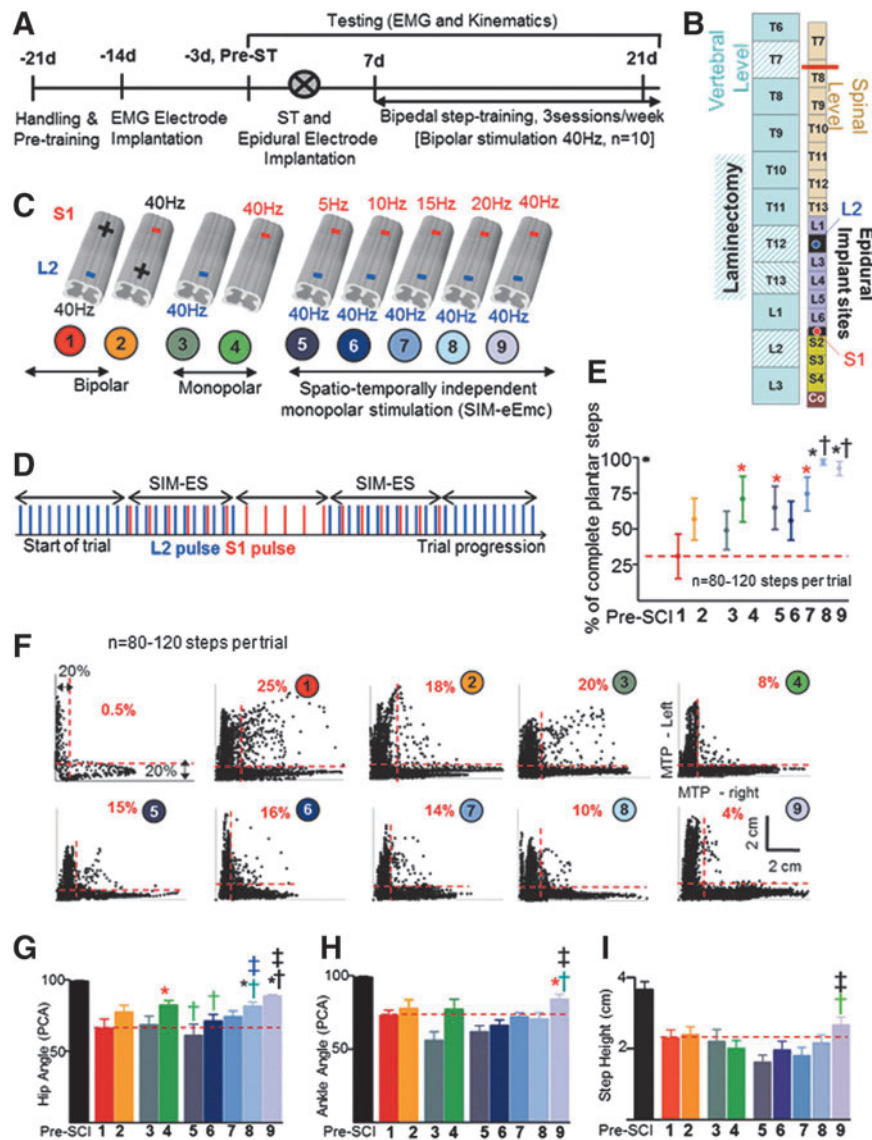 A
Testing (EMG and Kinematics)
-21d
-14d
-3d, Pre-ST
7d
21d
Handling &
Pre-training
EMG Electrode
Implantation
ST and
Epidural Electrode
Implantation
Bipedal step-training, 3sessions/week
[Bipolar stimulation 40Hz, n=10]
B
Vertebral Level
T6
T7
T8
T9
T10
T11
T12
T13
L1
L2
L3
Laminectomy
T7
T8
T9
T10
T11
T12
T13
L1
L3
L4
L5
L6
S2
S3
S4
Co
Spinal Level
L2
Epidural Implant sites
S1
C
S1
L2
40Hz
40Hz
5Hz 10Hz 15Hz 20Hz 40Hz
40Hz
40Hz
40Hz 40Hz 40Hz 40Hz 40Hz
1 2 3 4 5 6 7 8 9
Bipolar
Monopolar
Spatio-temporally independent
monopolar stimulation (SIM-eEmc)
D
SIM-ES
SIM-ES
Start of trial
L2 pulse S1 pulse
Trial progression
E
% of complete plantar steps
100
75
50
25
* * * *† *†
n=80-120 steps per trial
Pre-SCI 1 2 3 4 5 6 7 8 9
F
n=80-120 steps per trial
20%
0.5%
20%
25% 1
18% 2
20% 3
8% 4
MTP - Left
MTP - right
15% 5
16% 6
14% 7
10% 8
4% 9
2 cm
2 cm
G
Hip Angle (PCA)
100
50
* † † ‡ *† ‡ *†
Pre-SCI 1 2 3 4 5 6 7 8 9
H
Ankle Angle (PCA)
100
50
‡ *†
Pre-SCI 1 2 3 4 5 6 7 8 9
I
Step Height (cm)
4
2
0
‡ †
Pre-SCI 1 2 3 4 5 6 7 8 9